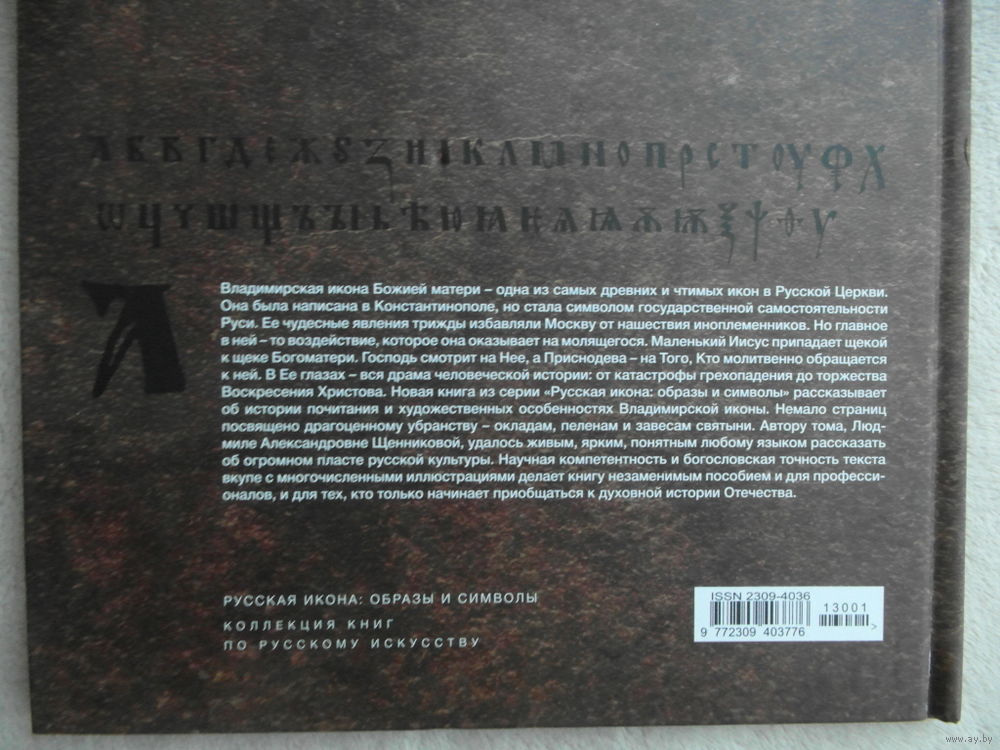 А Б В Г Д Е Ж Ѕ З Н І К Л М Н О П Р С Т ОУ Ф Х
Ѡ Ц Ч Ш Щ Ъ Ы Ь Ѣ Ю Ѧ Ѫ Ѭ Ѯ Ѱ Ѳ Ѵ
Владимирская икона Божией матери – одна из самых древних и чтимых икон в Русской Церкви.
Она была написана в Константинополе, но стала символом государственной самостоятельности
Руси. Ее чудесные явления трижды избавляли Москву от нашествия иноплеменников. Но главное
в ней – то воздействие, которое она оказывает на молящегося. Маленький Иисус припадает щекой
к щеке Богоматери. Господь смотрит на Нее, а Приснодева – на Того, Кто молитвенно обращается
к ней. В Ее глазах – вся драма человеческой истории: от катастрофы грехопадения до торжества
Воскресения Христова. Новая книга из серии «Русская икона: образы и символы» рассказывает
об истории почитания и художественных особенностях Владимирской иконы. Немало страниц
посвящено драгоценному убранству – окладам, пеленам и завесам святыни. Автору тома, Люд-
миле Александровне Щенниковой, удалось живым, ярким, понятным любому языком рассказать
об огромном пласте русской культуры. Научная компетентность и богословская точность текста
вкупе с многочисленными иллюстрациями делает книгу незаменимым пособием и для професси-
оналов, и для тех, кто только начинает приобщаться к духовной истории Отечества.
РУССКАЯ ИКОНА: ОБРАЗЫ И СИМВОЛЫ
КОЛЛЕКЦИЯ КНИГ
ПО РУССКОМУ ИСКУССТВУ
ISSN 2309-4036
13001
9 772309 403776 >
www.ay.by